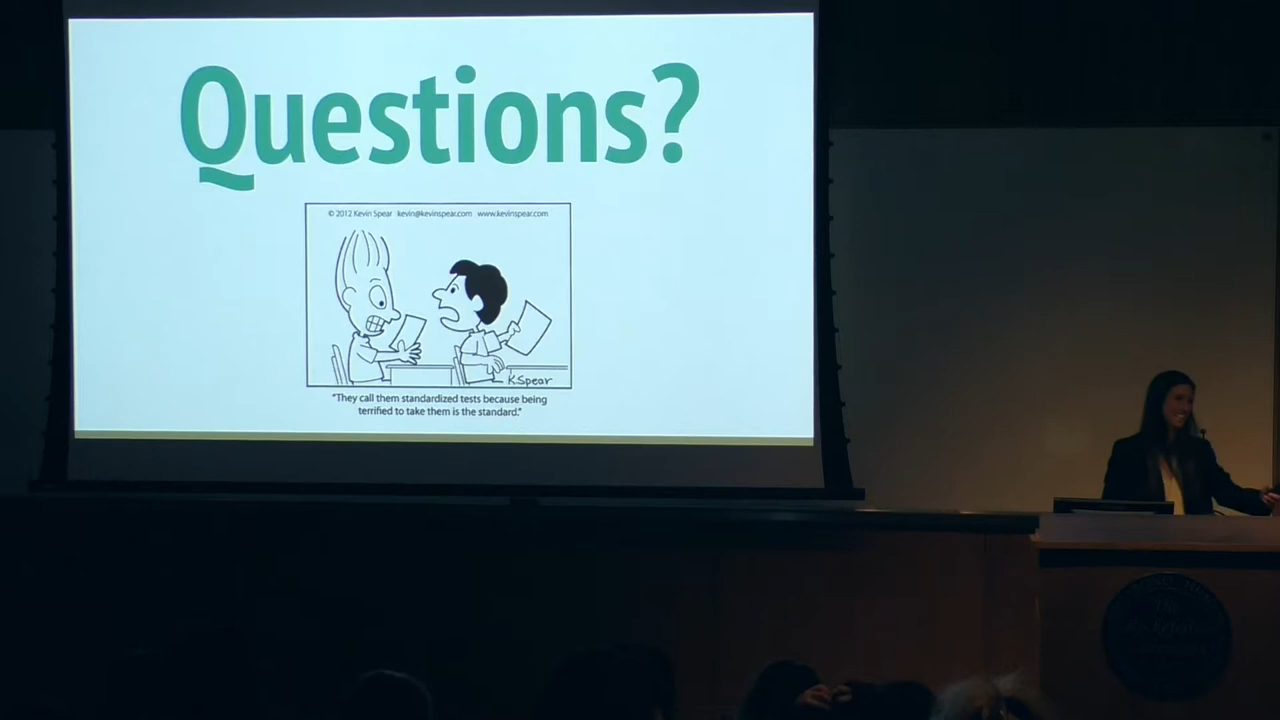 Questions?
© 2012 Kevin Spear kevin@kevinspear.com www.kevinspear.com
K.Spear
"They call them standardized tests because being
terrified to take them is the standard."